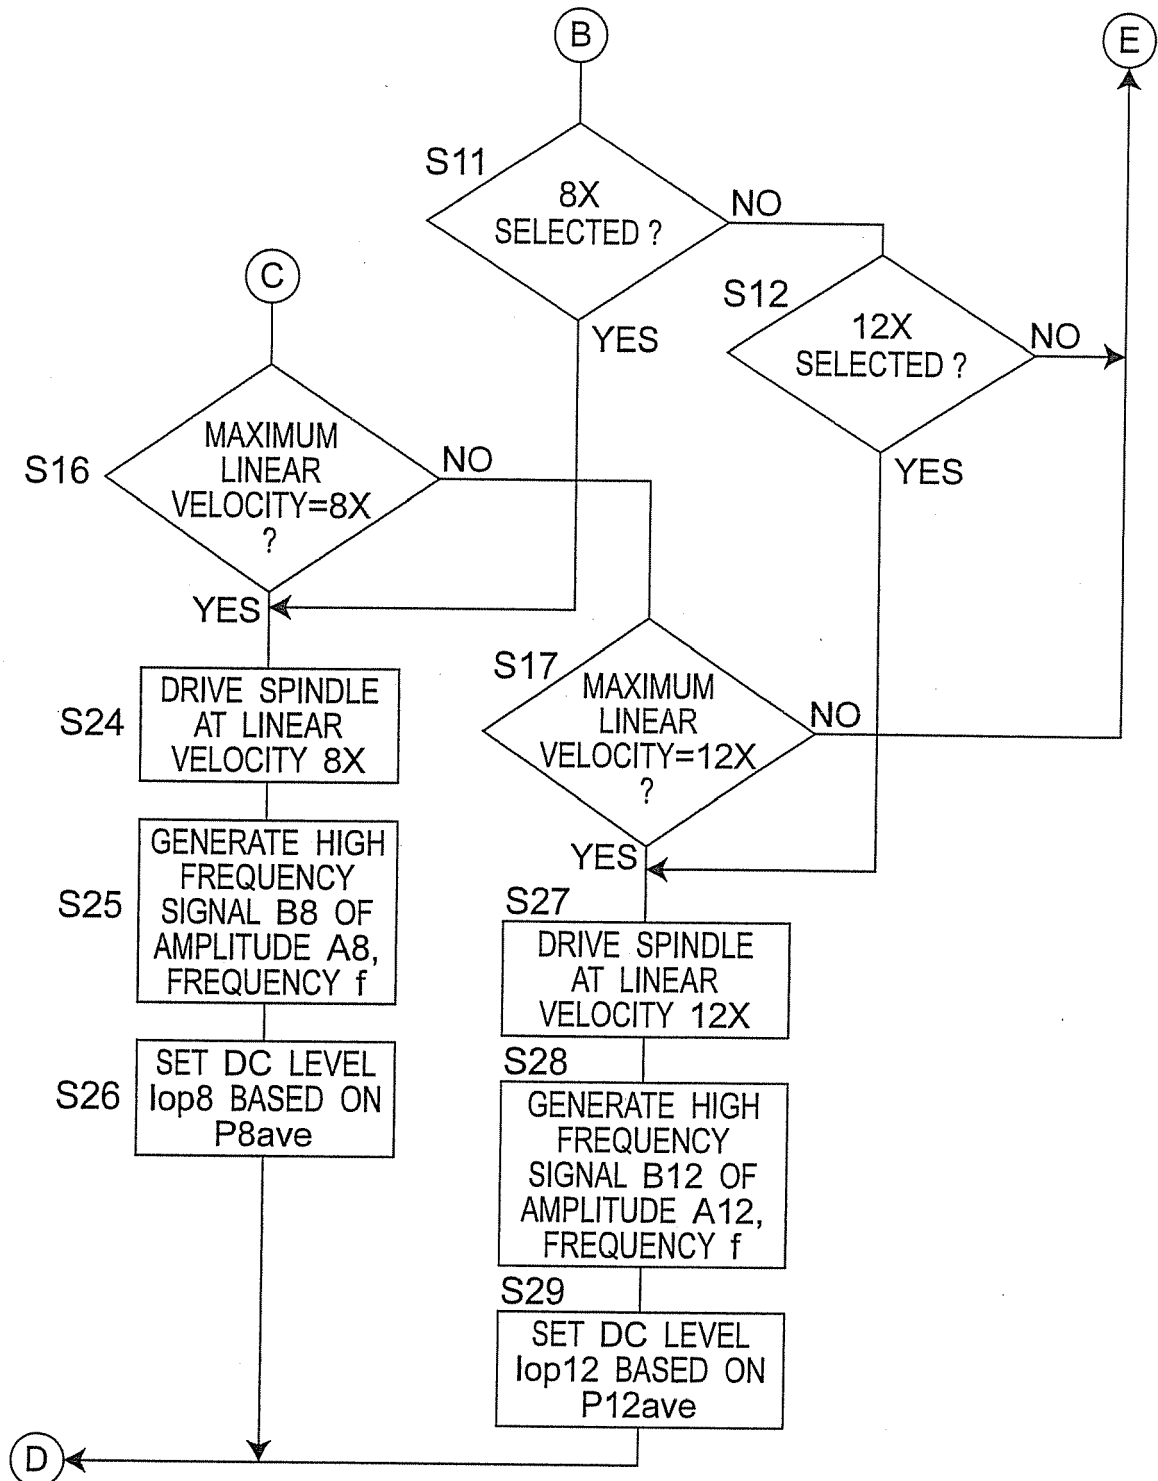 B
E
S11
8X
SELECTED ?
NO
C
S12
12X
SELECTED ?
NO
YES
S16
MAXIMUM
LINEAR
VELOCITY=8X
?
NO
YES
YES
S17
MAXIMUM
LINEAR
VELOCITY=12X
?
NO
S24
DRIVE SPINDLE
AT LINEAR
VELOCITY 8X
YES
S25
GENERATE HIGH
FREQUENCY
SIGNAL B8 OF
AMPLITUDE A8,
FREQUENCY f
S27
DRIVE SPINDLE
AT LINEAR
VELOCITY 12X
S26
SET DC LEVEL
Iop8 BASED ON
P8ave
S28
GENERATE HIGH
FREQUENCY
SIGNAL B12 OF
AMPLITUDE A12,
FREQUENCY f
S29
SET DC LEVEL
Iop12 BASED ON
P12ave
D